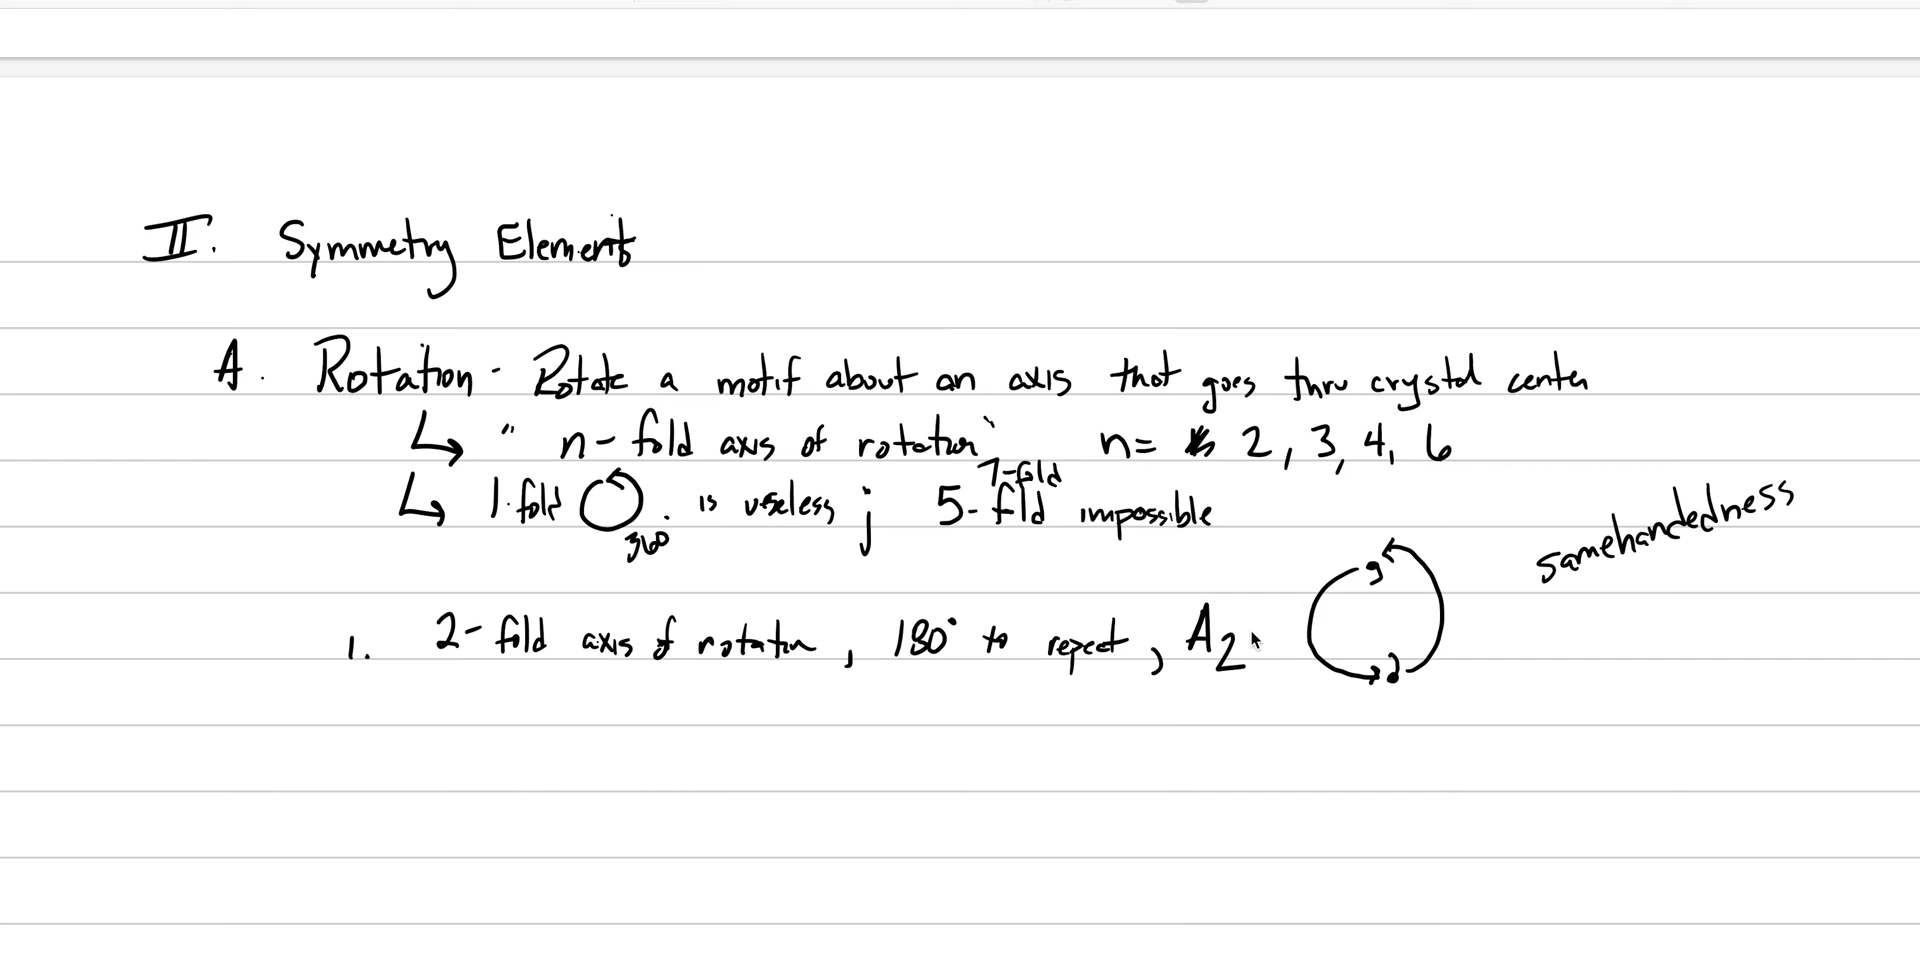 II. Symmetry Elements
A. Rotation - Rotate a motif about an axis that goes thru crystal center
↳ " n-fold axis of rotation" n= 2, 3, 4, 6
7-fold
↳ 1-fold is useless ; 5-fld impossible
360°
samehandedness
1. 2-fold axis of rotation, 180° to repeat, A2